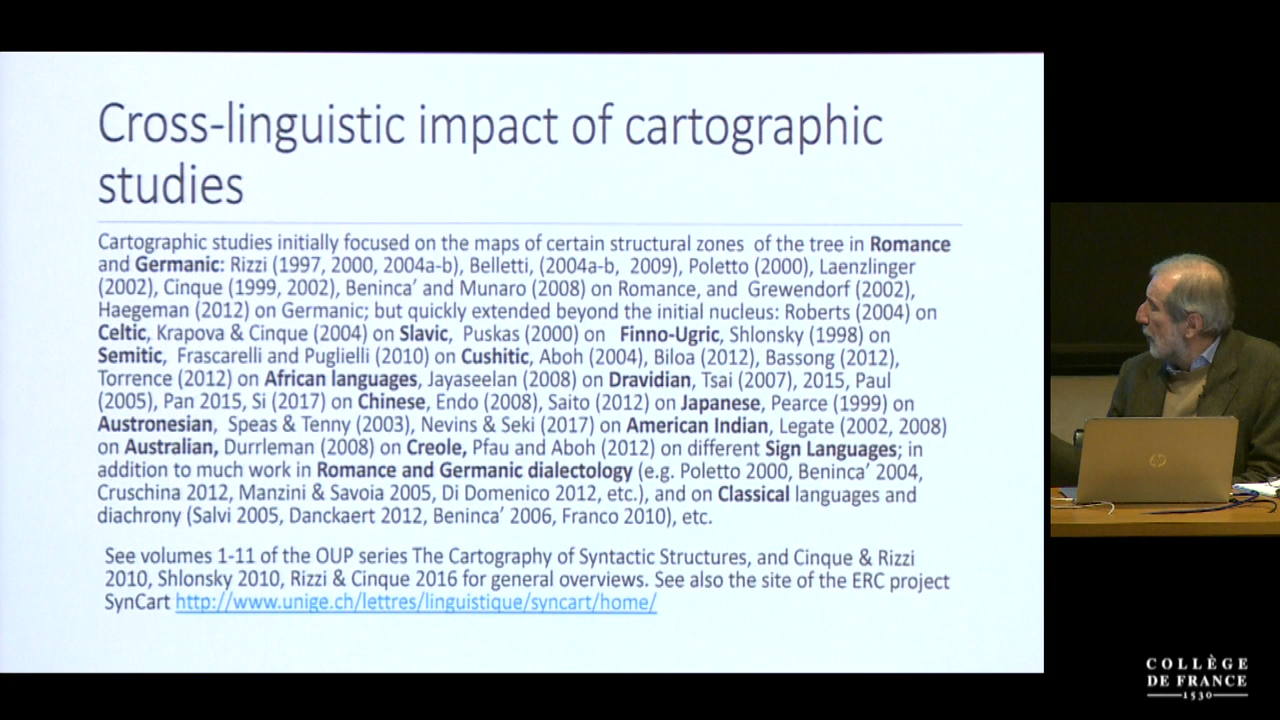 Cross-linguistic impact of cartographic
studies
Cartographic studies initially focused on the maps of certain structural zones of the tree in Romance
and Germanic: Rizzi (1997, 2000, 2004a-b), Belletti, (2004a-b, 2009), Poletto (2000), Laenzlinger
(2002), Cinque (1999, 2002), Beninca’ and Munaro (2008) on Romance, and Grewendorf (2002),
Haegeman (2012) on Germanic; but quickly extended beyond the initial nucleus: Roberts (2004) on
Celtic, Krapova & Cinque (2004) on Slavic, Puskas (2000) on Finno-Ugric, Shlonsky (1998) on
Semitic, Frascarelli and Puglielli (2010) on Cushitic, Aboh (2004), Biloa (2012), Bassong (2012),
Torrence (2012) on African languages, Jayaseelan (2008) on Dravidian, Tsai (2007), 2015, Paul
(2005), Pan 2015, Si (2017) on Chinese, Endo (2008), Saito (2012) on Japanese, Pearce (1999) on
Austronesian, Speas & Tenny (2003), Nevins & Seki (2017) on American Indian, Legate (2002, 2008)
on Australian, Durrleman (2008) on Creole, Pfau and Aboh (2012) on different Sign Languages; in
addition to much work in Romance and Germanic dialectology (e.g. Poletto 2000, Beninca’ 2004,
Cruschina 2012, Manzini & Savoia 2005, Di Domenico 2012, etc.), and on Classical languages and
diachrony (Salvi 2005, Danckaert 2012, Beninca’ 2006, Franco 2010), etc.
See volumes 1-11 of the OUP series The Cartography of Syntactic Structures, and Cinque & Rizzi
2010, Shlonsky 2010, Rizzi & Cinque 2016 for general overviews. See also the site of the ERC project
SynCart http://www.unige.ch/lettres/linguistique/syncart/home/
hp
COLLÈGE
DE FRANCE
1530